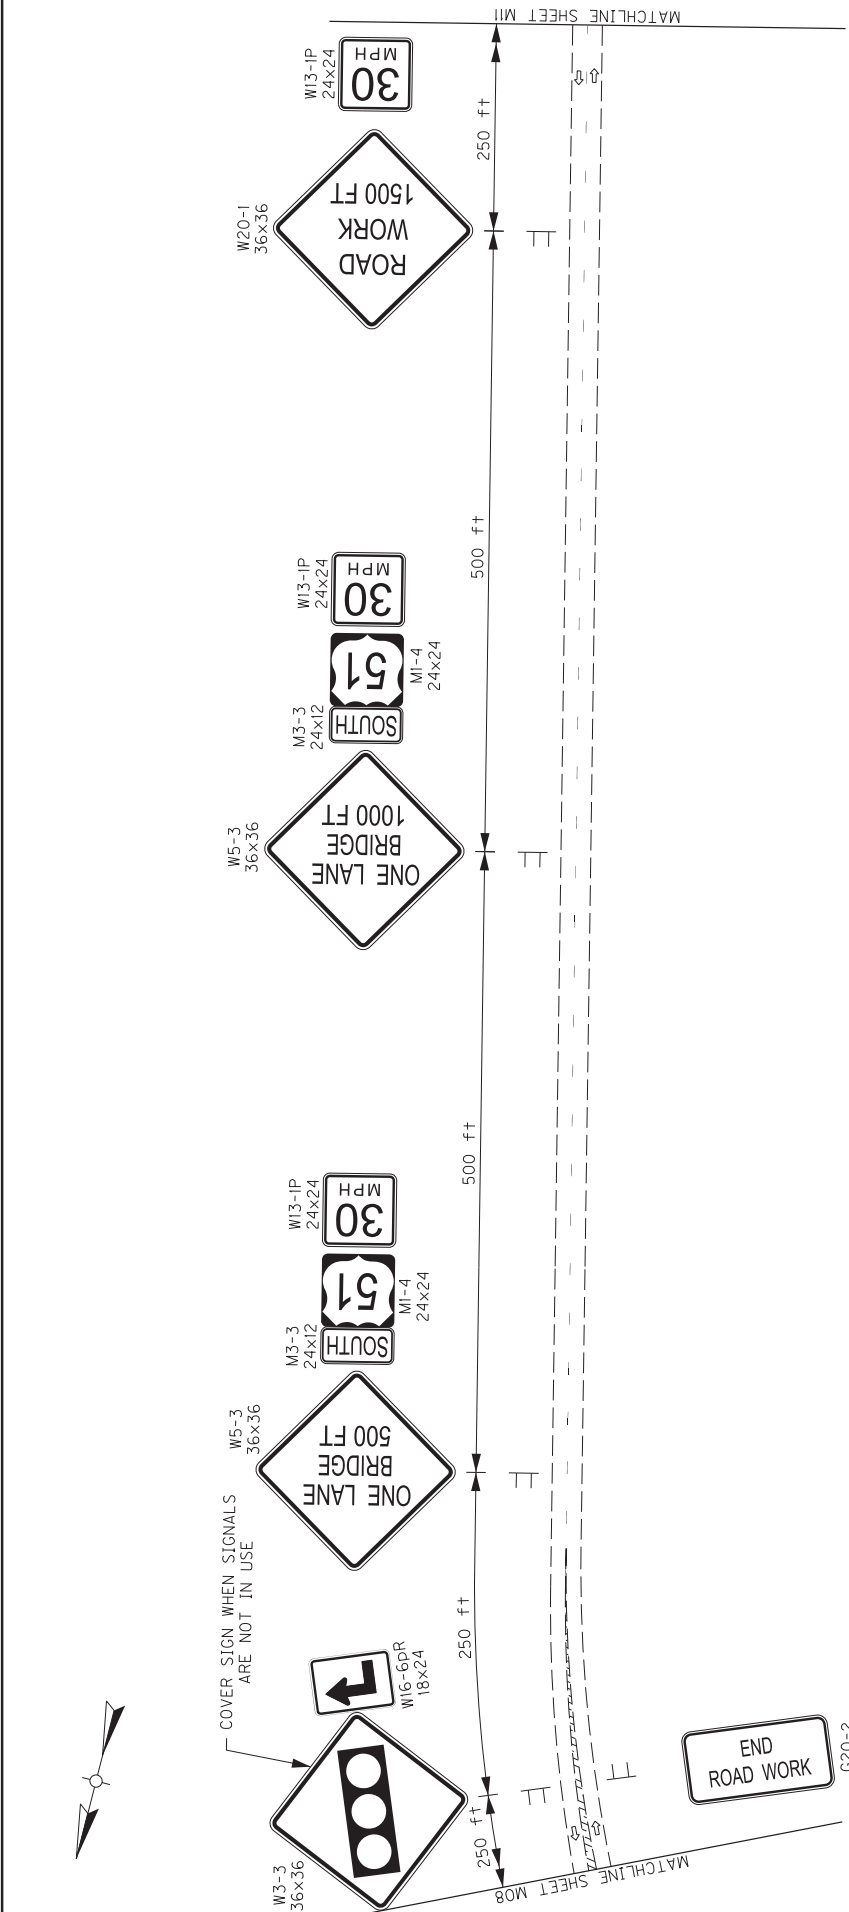 MATCHLINE SHEET M11
W13-1P
24x24
30
MPH
250 ft
W20-1
36x36
ROAD
WORK
1500 FT
500 ft
W13-1P
24x24
30
MPH
51
M1-4
24x24
M3-3
24x12
SOUTH
W5-3
36x36
ONE LANE
BRIDGE
1000 FT
500 ft
W13-1P
24x24
30
MPH
51
M1-4
24x24
M3-3
24x12
SOUTH
W5-3
36x36
ONE LANE
BRIDGE
500 FT
COVER SIGN WHEN SIGNALS
ARE NOT IN USE
250 ft
W16-6pR
18x24
W3-3
36x36
250 ft
END
ROAD WORK
G20-2
MATCHLINE SHEET M08